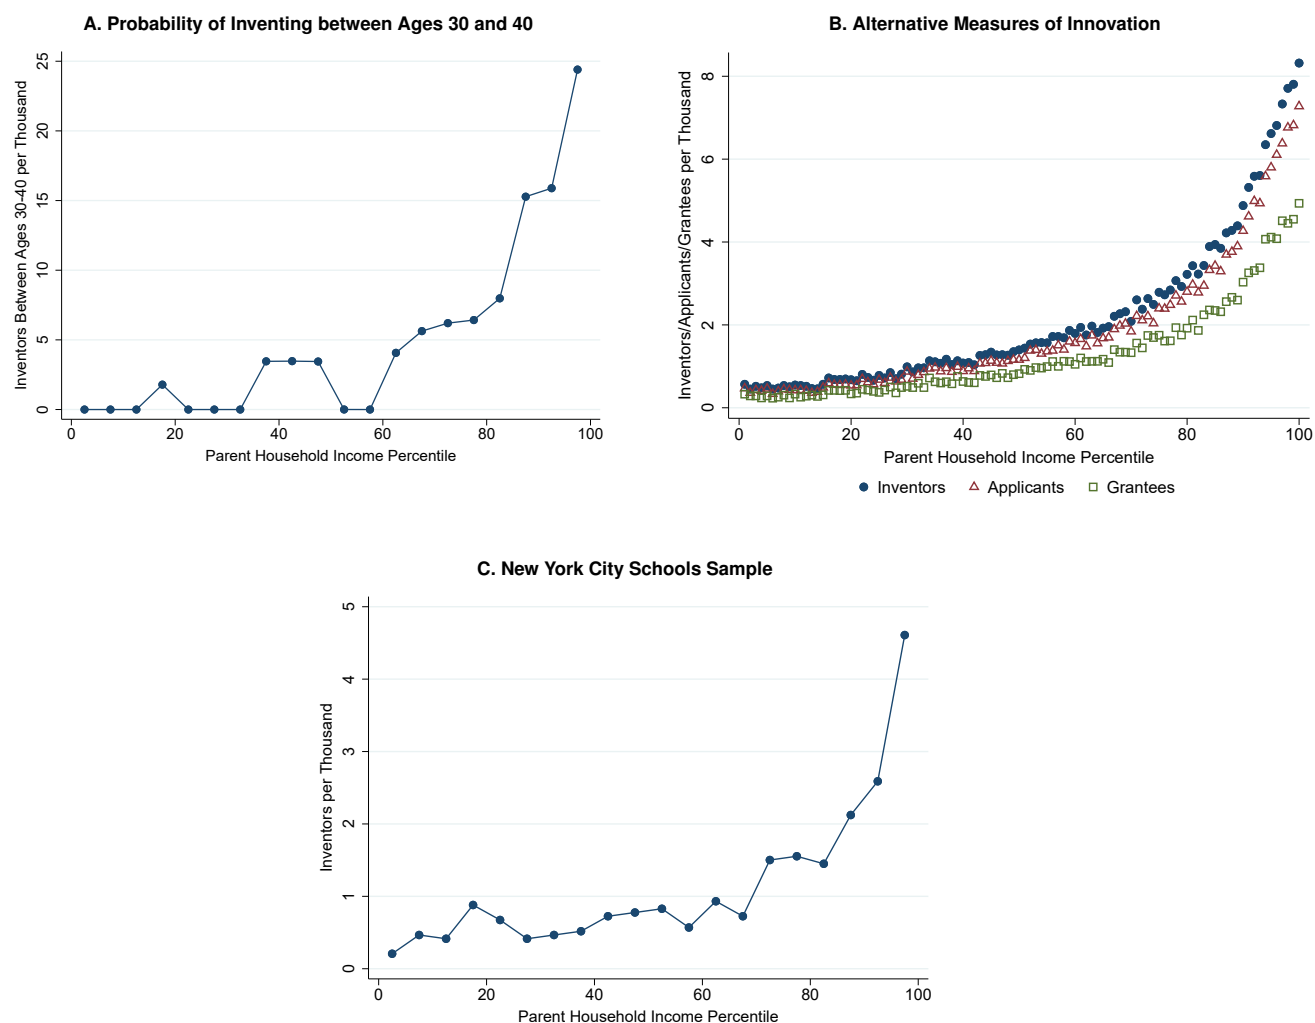 A. Probability of Inventing between Ages 30 and 40
Inventors Between Ages 30-40 per Thousand
25
20
15
10
5
0
0 20 40 60 80 100
Parent Household Income Percentile
B. Alternative Measures of Innovation
Inventors/Applicants/Grantees per Thousand
8
6
4
2
0
0 20 40 60 80 100
Parent Household Income Percentile
Inventors Applicants Grantees
C. New York City Schools Sample
Inventors per Thousand
5
4
3
2
1
0
0 20 40 60 80 100
Parent Household Income Percentile